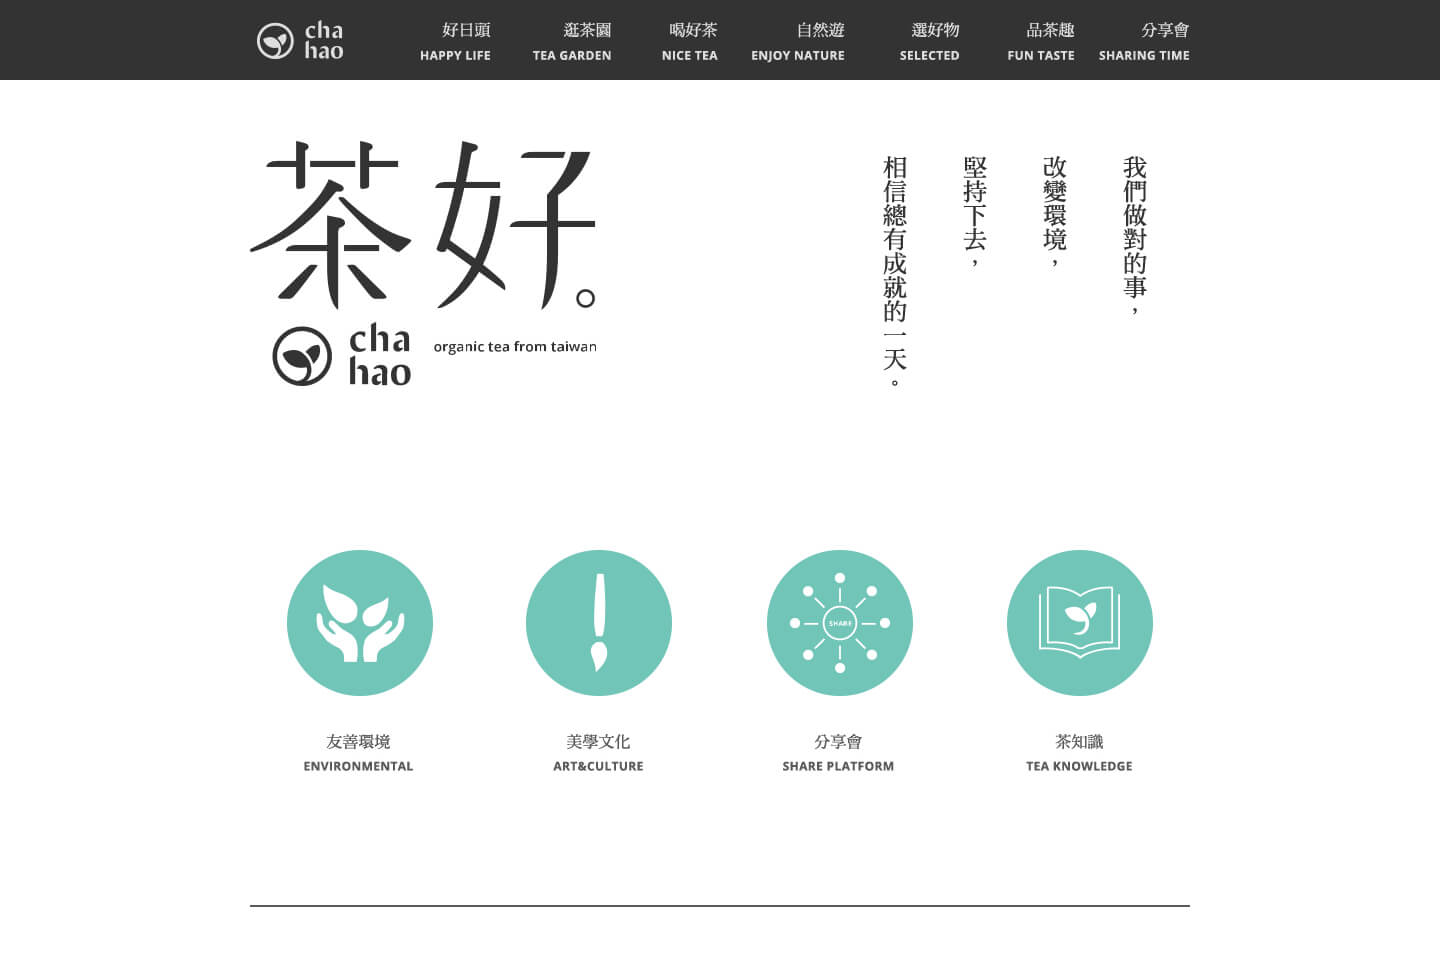 cha
hao
好日頭
HAPPY LIFE
逛茶園
TEA GARDEN
喝好茶
NICE TEA
自然遊
ENJOY NATURE
選好物
SELECTED
品茶趣
FUN TASTE
分享會
SHARING TIME
茶好。
cha
hao
organic tea from taiwan
我們做對的事，
改變環境，
堅持下去，
相信總有成就的一天。
SHARE
友善環境
ENVIRONMENTAL
美學文化
ART&CULTURE
分享會
SHARE PLATFORM
茶知識
TEA KNOWLEDGE